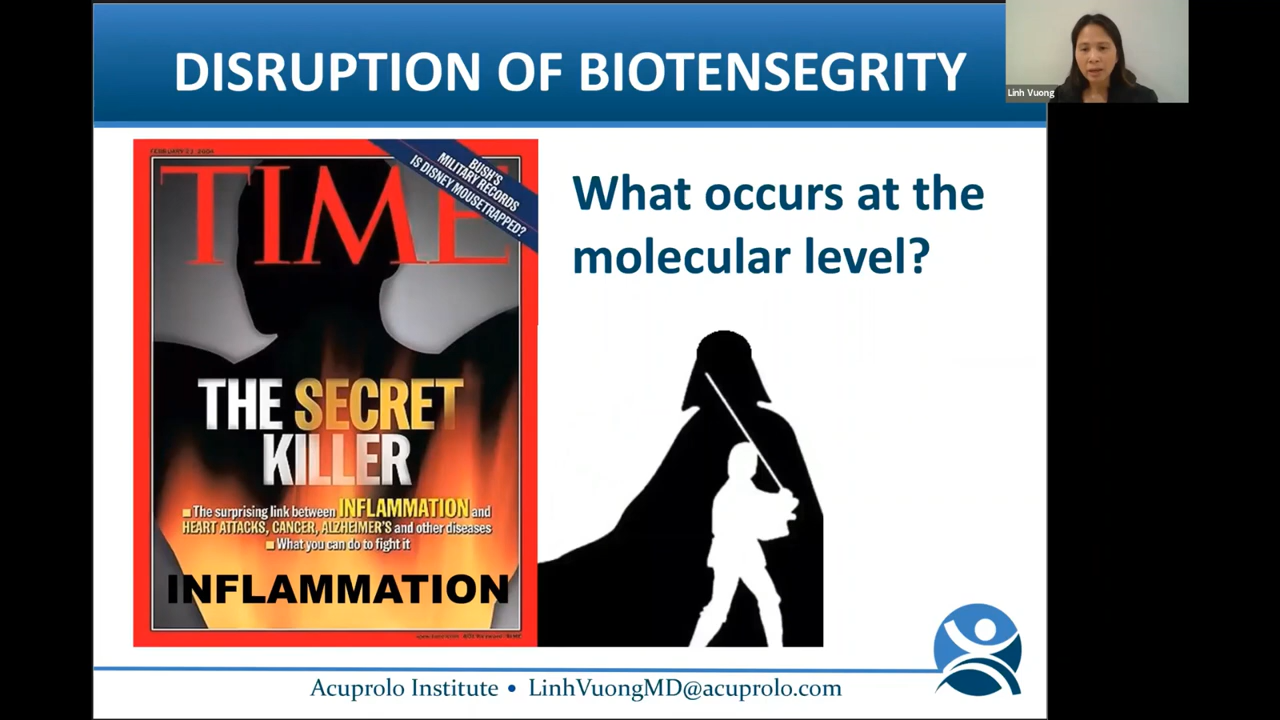 DISRUPTION OF BIOTENSEGRITY
Linh Vuong
TIME
BUSH'S
MILITARY RECORDS
IS DISNEY MOUSETRAPPED?
THE SECRET
KILLER
The surprising link between INFLAMMATION and
HEART ATTACKS, CANCER, ALZHEIMER'S and other diseases
What you can do to fight it
INFLAMMATION
What occurs at the
molecular level?
Acuprolo Institute • LinhVuongMD@acuprolo.com